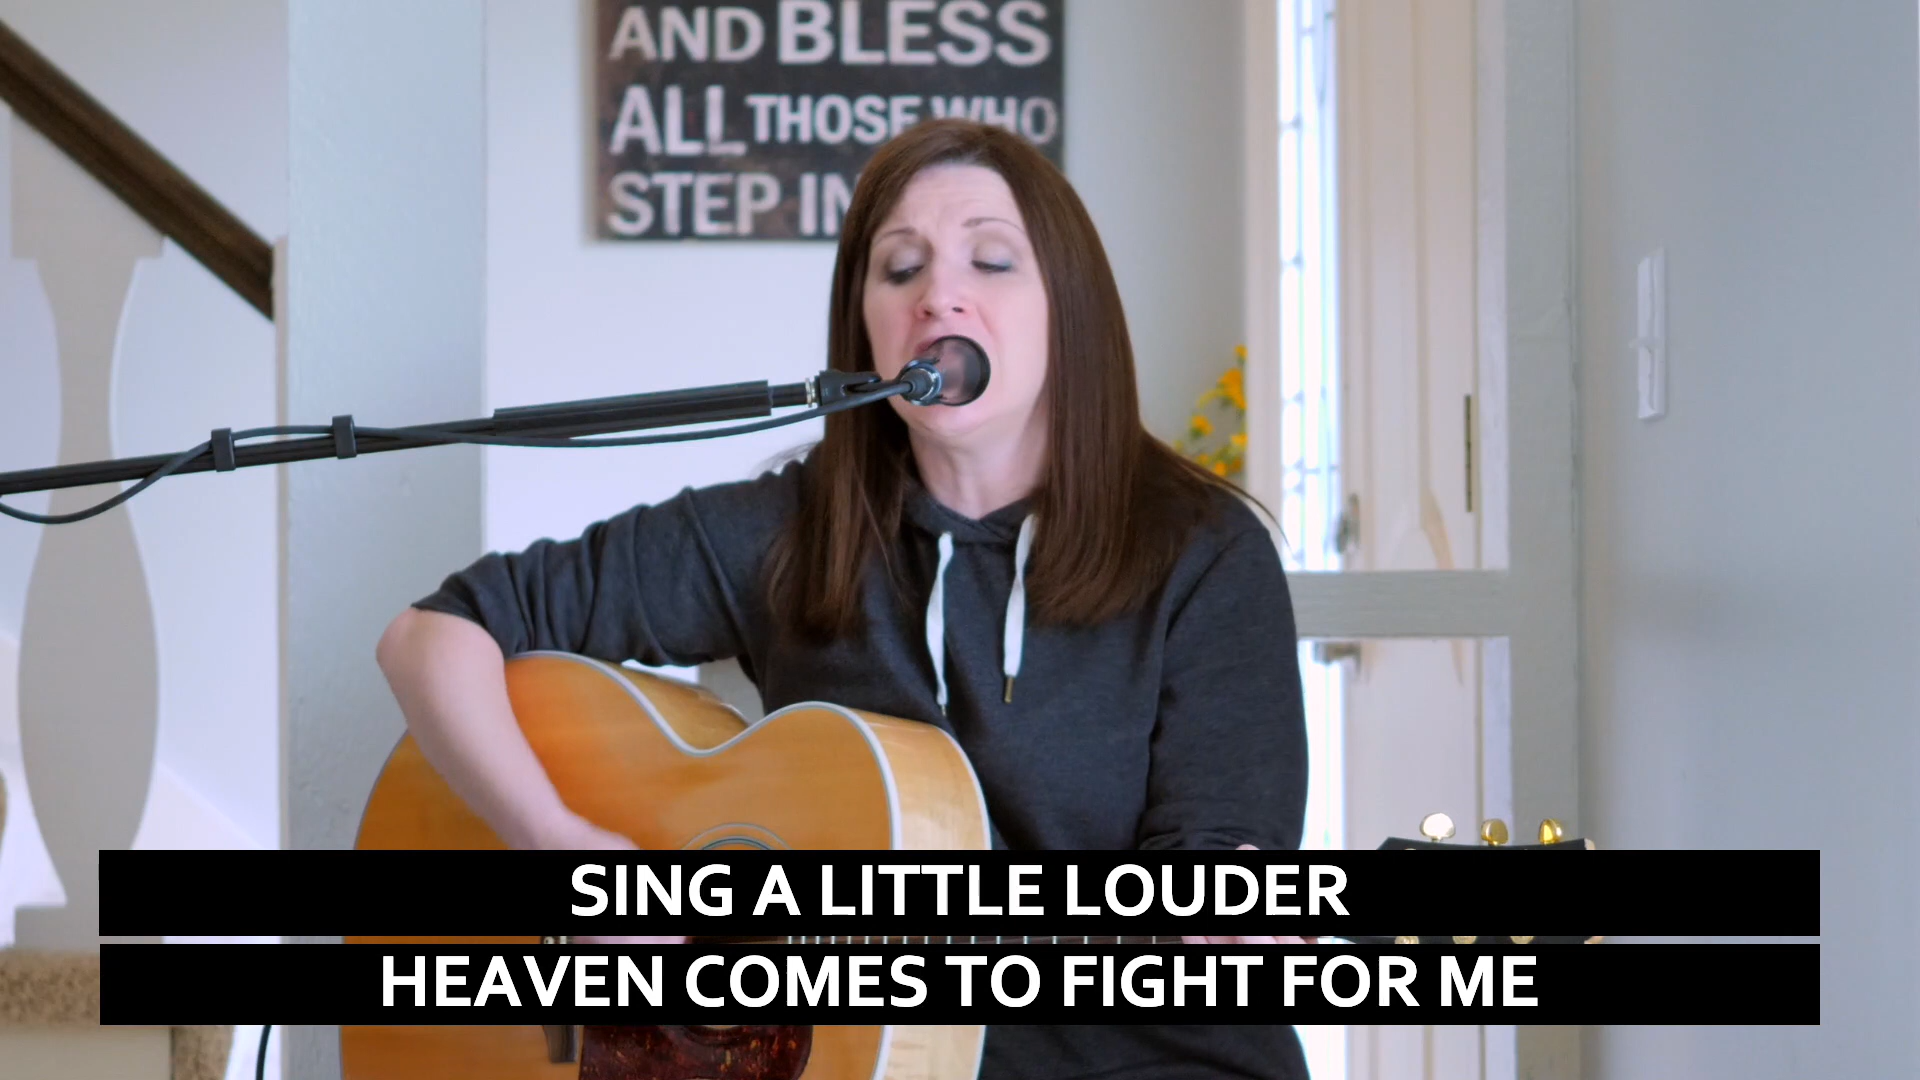 AND BLESS
ALL THOSE WHO
STEP IN
SING A LITTLE LOUDER
HEAVEN COMES TO FIGHT FOR ME